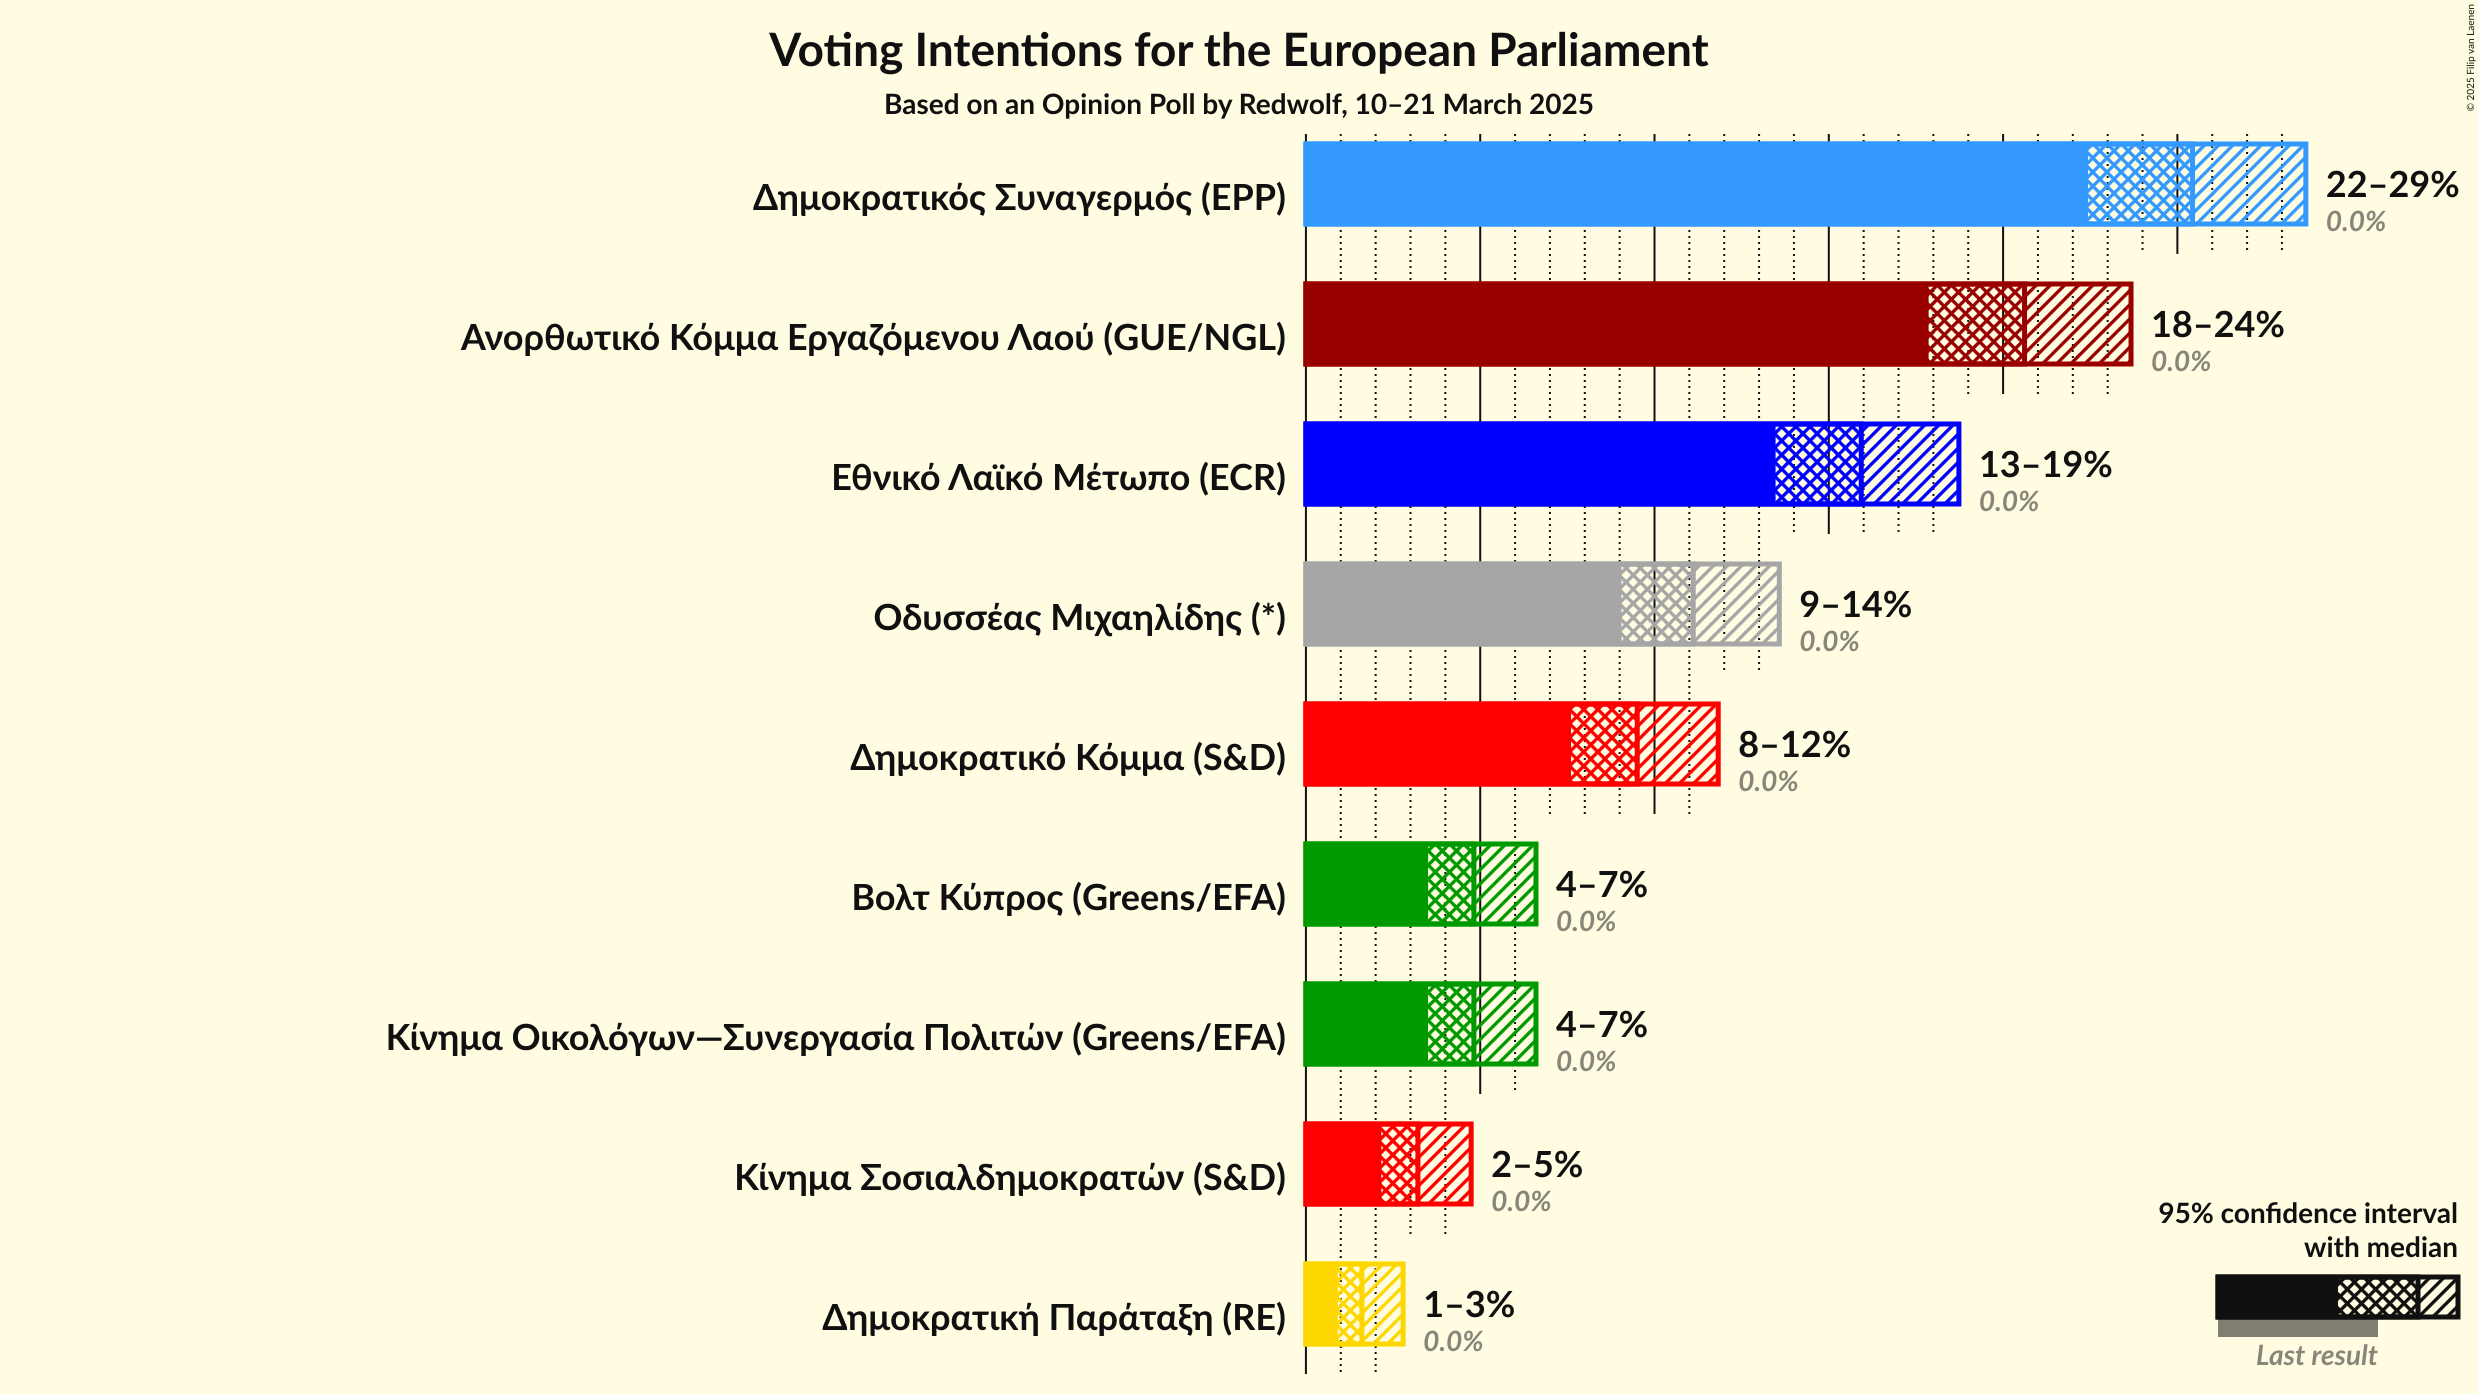 Voting Intentions for the European Parliament
Based on an Opinion Poll by Redwolf, 10–21 March 2025
© 2025 Filip van Laenen
Δημοκρατικός Συναγερμός (EPP)
22–29%
0.0%
Ανορθωτικό Κόμμα Εργαζόμενου Λαού (GUE/NGL)
18–24%
0.0%
Εθνικό Λαϊκό Μέτωπο (ECR)
13–19%
0.0%
Οδυσσέας Μιχαηλίδης (*)
9–14%
0.0%
Δημοκρατικό Κόμμα (S&D)
8–12%
0.0%
Βολτ Κύπρος (Greens/EFA)
4–7%
0.0%
Κίνημα Οικολόγων—Συνεργασία Πολιτών (Greens/EFA)
4–7%
0.0%
Κίνημα Σοσιαλδημοκρατών (S&D)
2–5%
0.0%
Δημοκρατική Παράταξη (RE)
1–3%
0.0%
95% confidence interval
with median
Last result